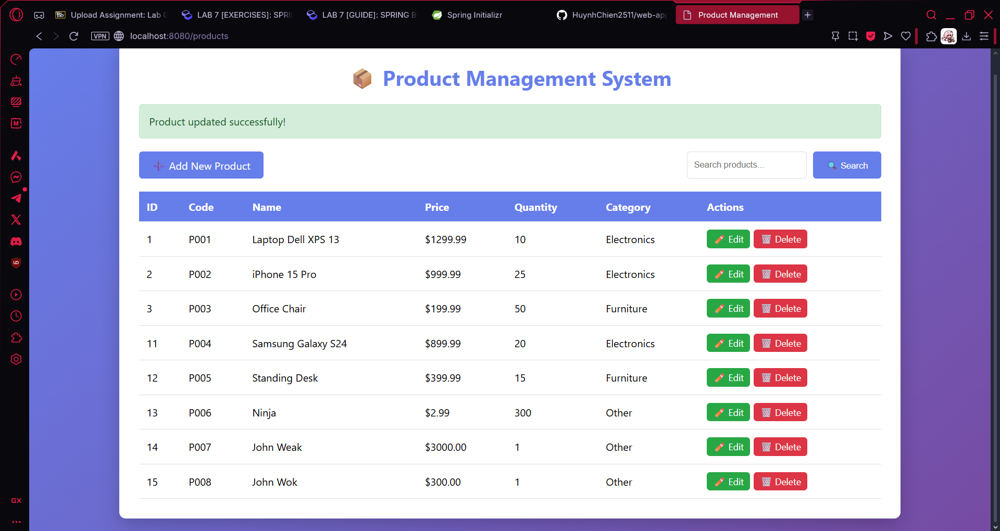 Upload Assignment: Lab 0
LAB 7 [EXERCISES]: SPRI
LAB 7 [GUIDE]: SPRING B
Spring Initializr
HuynhChien2511/web-app
Product Management
VPN
localhost:8080/products
📦 Product Management System
Product updated successfully!
➕ Add New Product
Search products...
🔍 Search
ID Code Name Price Quantity Category Actions
1 P001 Laptop Dell XPS 13 $1299.99 10 Electronics Edit Delete
2 P002 iPhone 15 Pro $999.99 25 Electronics Edit Delete
3 P003 Office Chair $199.99 50 Furniture Edit Delete
11 P004 Samsung Galaxy S24 $899.99 20 Electronics Edit Delete
12 P005 Standing Desk $399.99 15 Furniture Edit Delete
13 P006 Ninja $2.99 300 Other Edit Delete
14 P007 John Weak $3000.00 1 Other Edit Delete
15 P008 John Wok $300.00 1 Other Edit Delete
GX